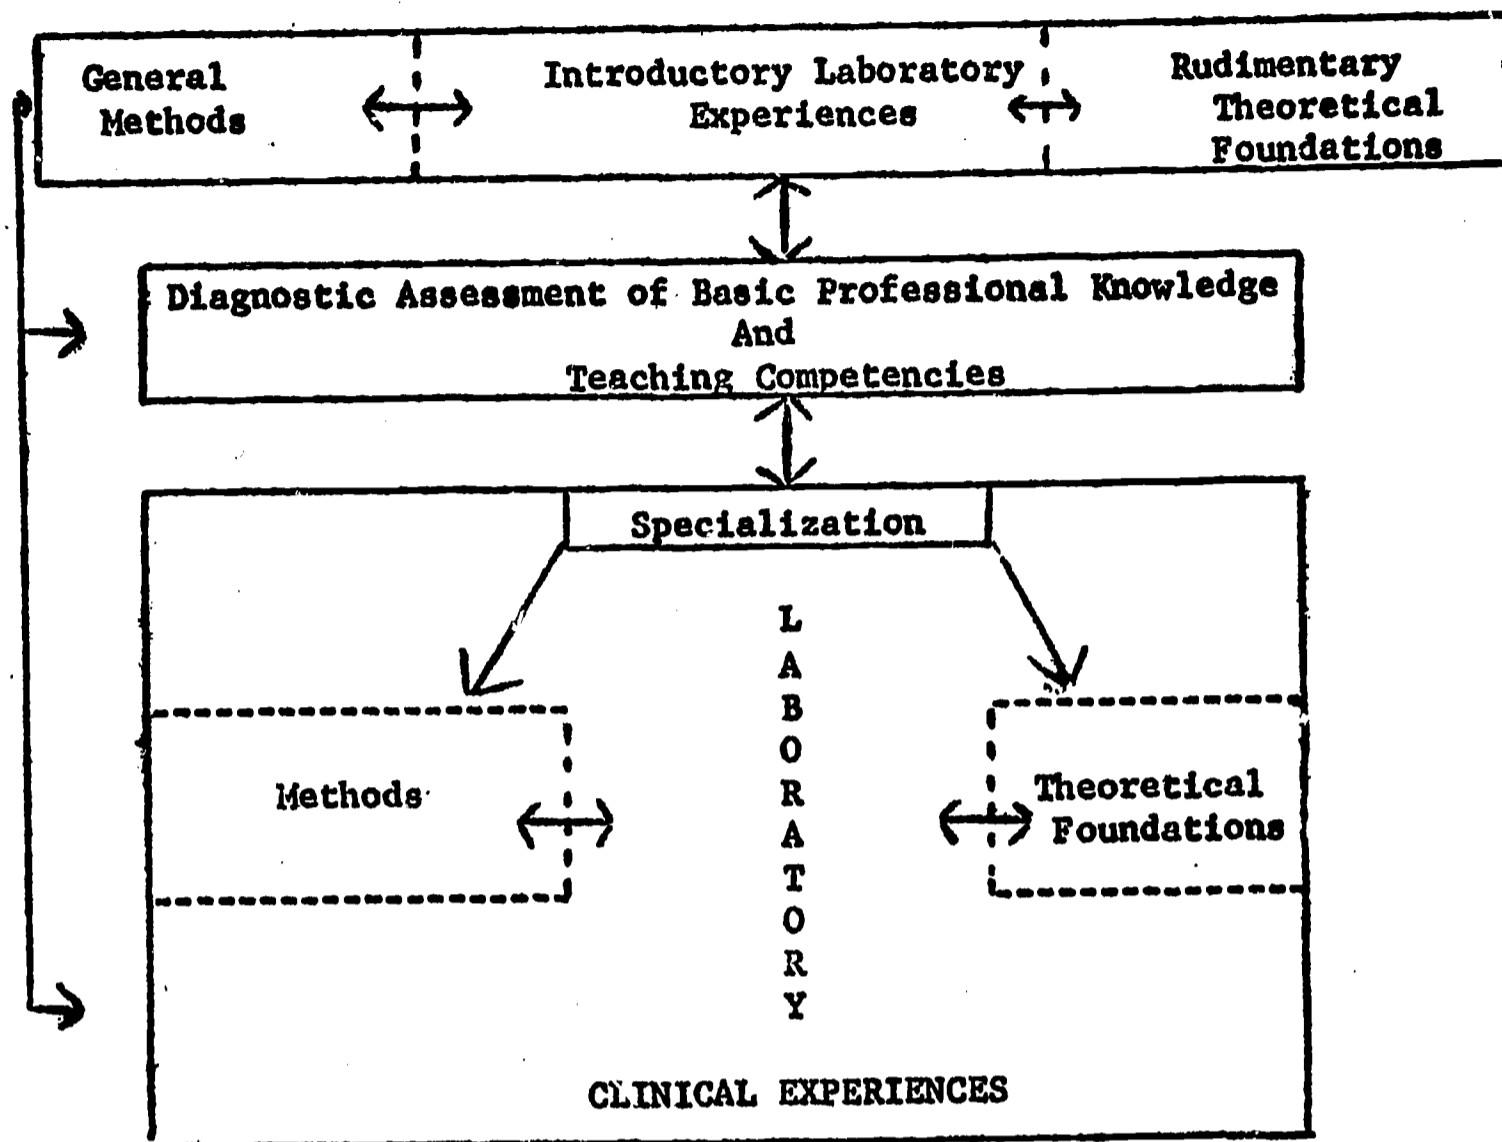 General
Methods
Introductory Laboratory
Experiences
Rudimentary
Theoretical
Foundations
Diagnostic Assessment of Basic Professional Knowledge
And
Teaching Competencies
Specialization
LABORATORY
Methods
Theoretical
Foundations
CLINICAL EXPERIENCES